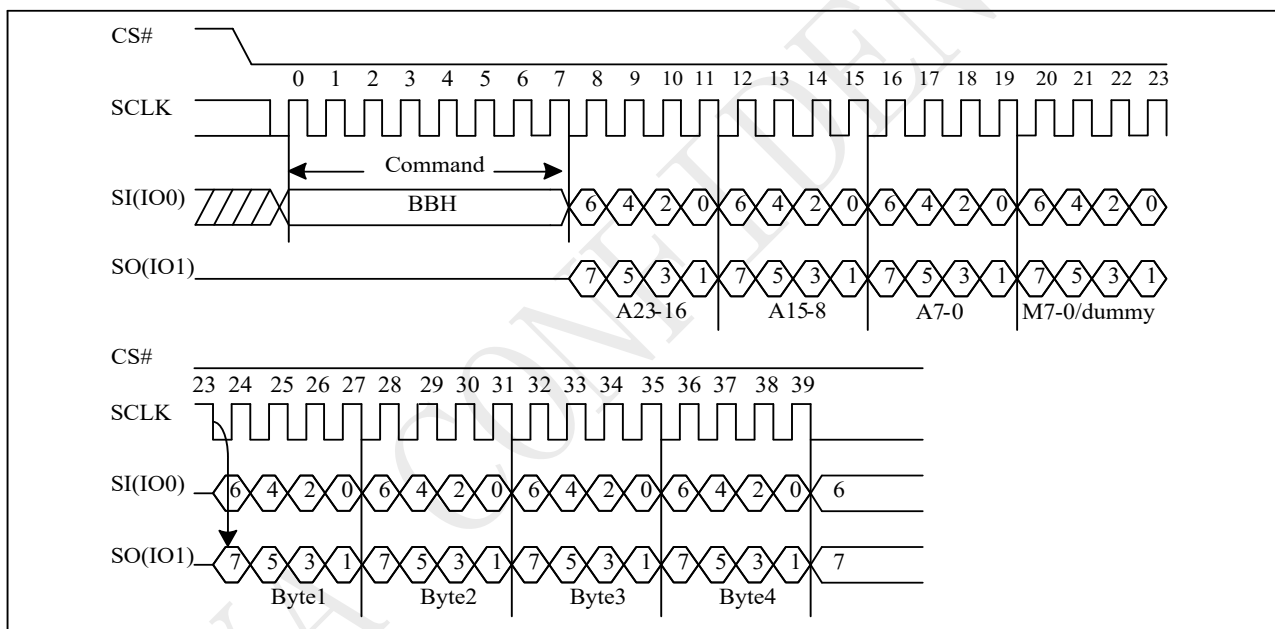 CS#
0 1 2 3 4 5 6 7 8 9 10 11 12 13 14 15 16 17 18 19 20 21 22 23
SCLK
Command
SI(IO0) BBH 6 4 2 0 6 4 2 0 6 4 2 0 6 4 2 0
SO(IO1) 7 5 3 1 7 5 3 1 7 5 3 1 7 5 3 1
A23-16 A15-8 A7-0 M7-0/dummy
CS#
23 24 25 26 27 28 29 30 31 32 33 34 35 36 37 38 39
SCLK
SI(IO0) 6 4 2 0 6 4 2 0 6 4 2 0 6 4 2 0 6
SO(IO1) 7 5 3 1 7 5 3 1 7 5 3 1 7 5 3 1 7
Byte1 Byte2 Byte3 Byte4